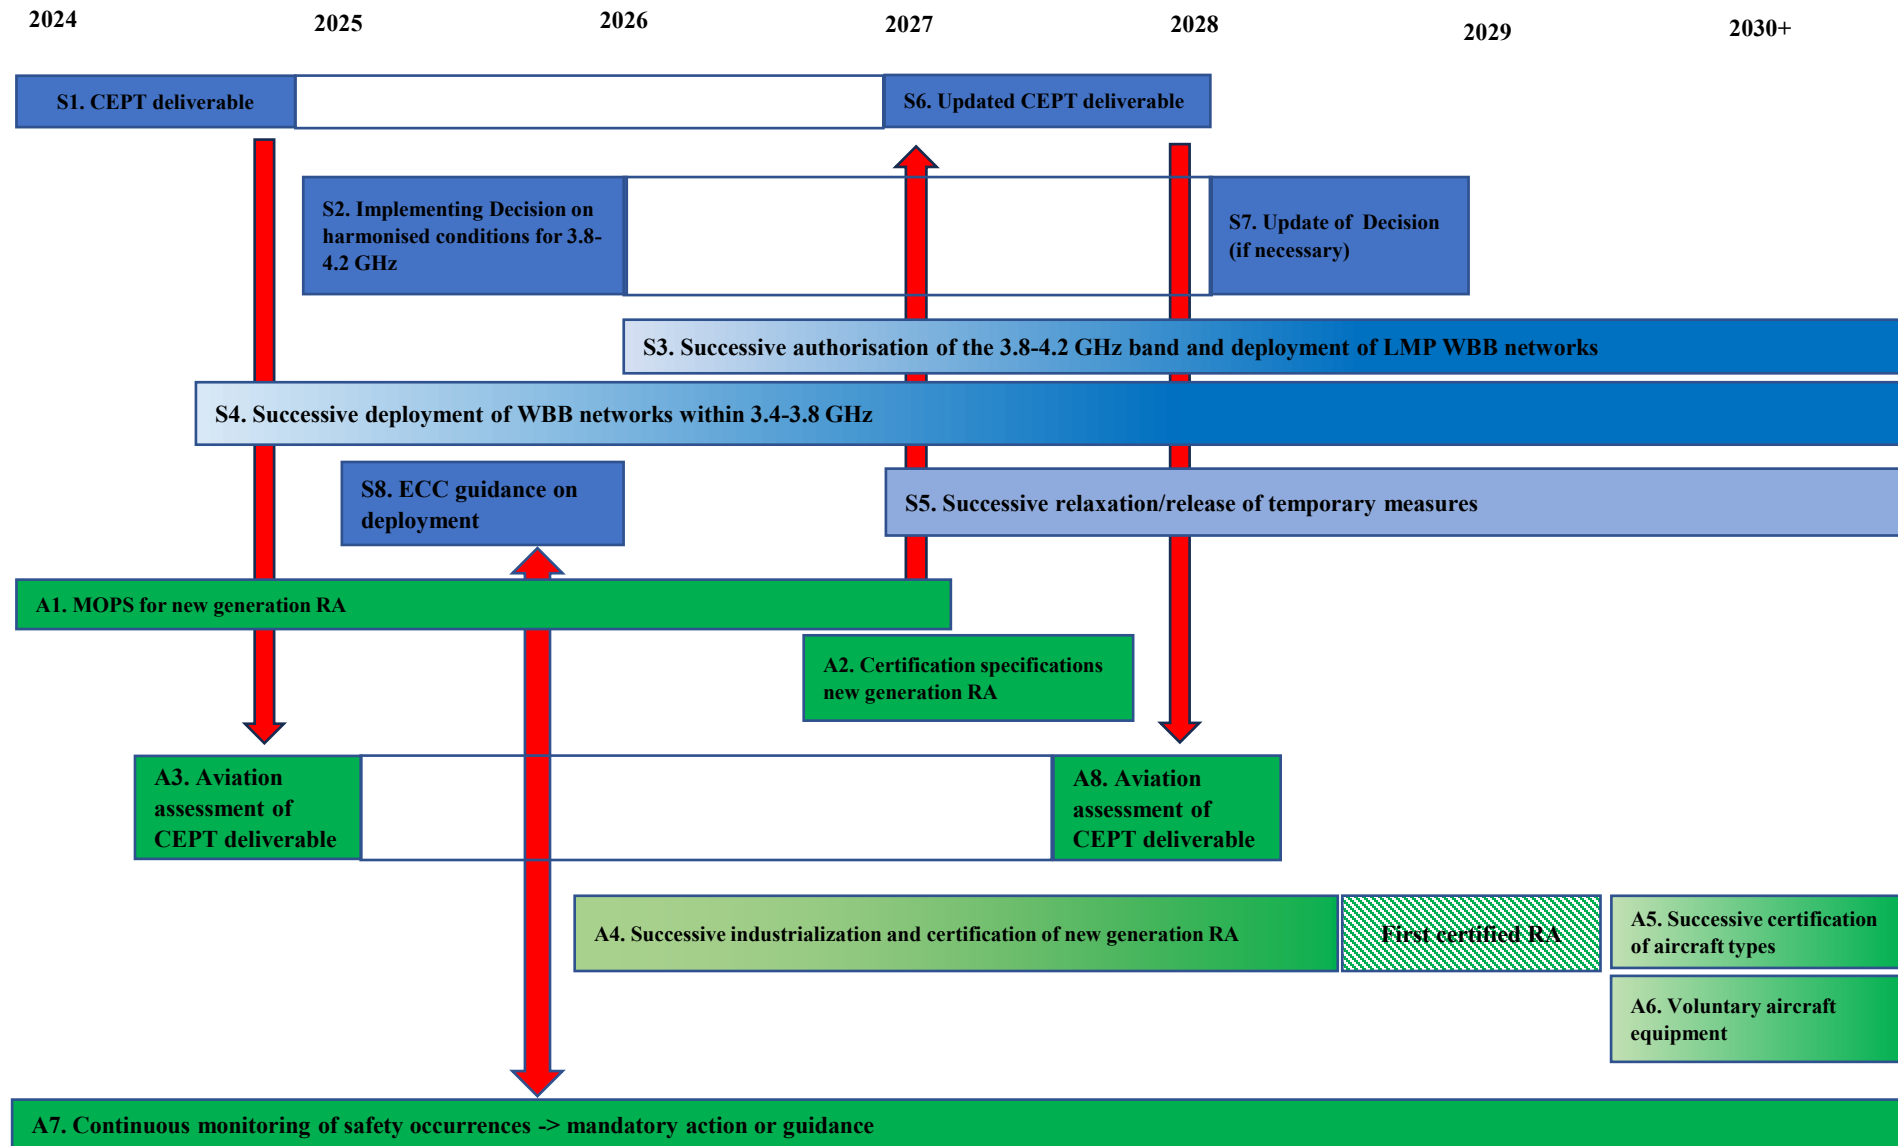 2024
2025
2026
2027
2028
2029
2030+
S1. CEPT deliverable
S6. Updated CEPT deliverable
S2. Implementing Decision on
harmonised conditions for 3.8-
4.2 GHz
S7. Update of Decision
(if necessary)
S3. Successive authorisation of the 3.8-4.2 GHz band and deployment of LMP WBB networks
S4. Successive deployment of WBB networks within 3.4-3.8 GHz
S8. ECC guidance on
deployment
S5. Successive relaxation/release of temporary measures
A1. MOPS for new generation RA
A2. Certification specifications
new generation RA
A3. Aviation
assessment of
CEPT deliverable
A8. Aviation
assessment of
CEPT deliverable
A4. Successive industrialization and certification of new generation RA
First certified RA
A5. Successive certification
of aircraft types
A6. Voluntary aircraft
equipment
A7. Continuous monitoring of safety occurrences -> mandatory action or guidance